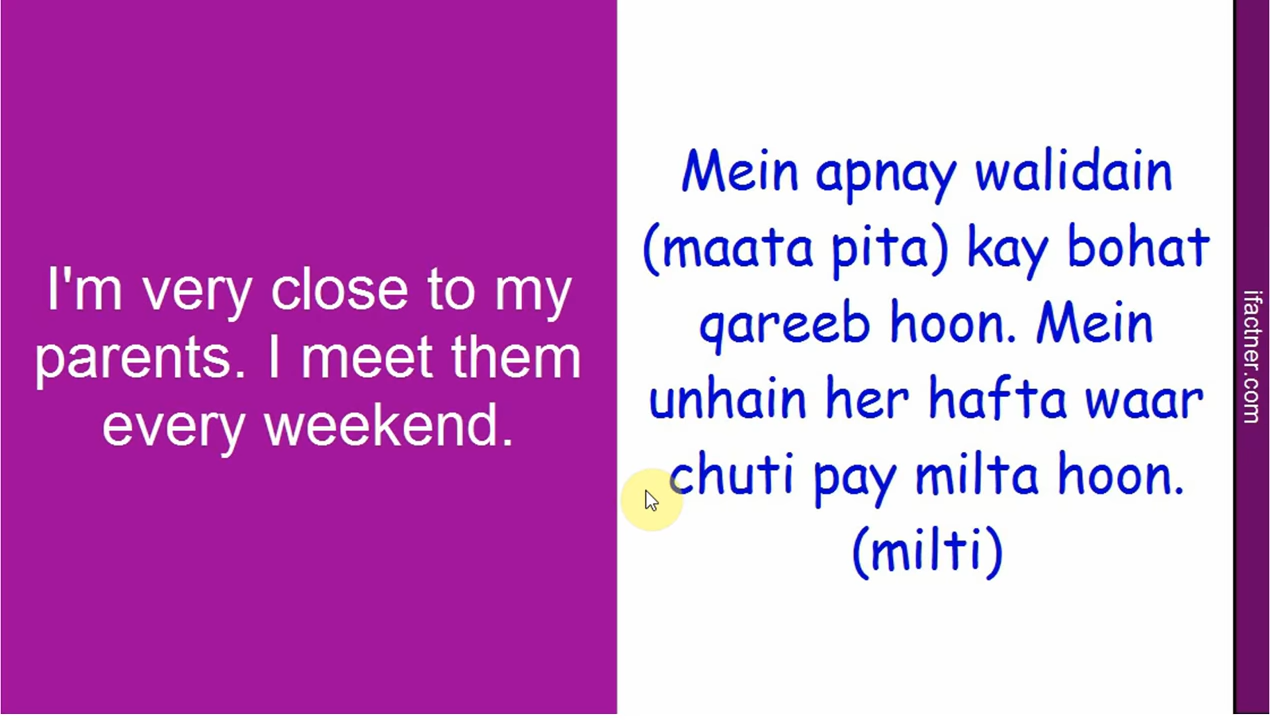 I'm very close to my
parents. I meet them
every weekend.
Mein apnay walidain
(maata pita) kay bohat
qareeb hoon. Mein
unhain her hafta waar
chuti pay milta hoon.
(milti)
ifactner.com